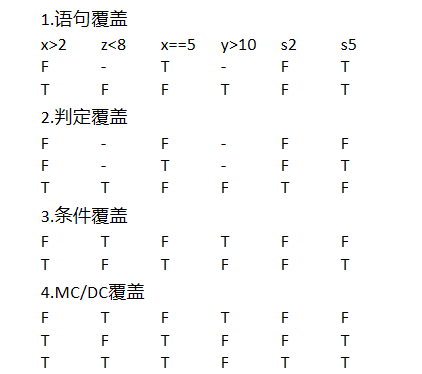 1.语句覆盖
x>2 z<8 x==5 y>10 s2 s5
F - T - F T
T F F T F T
2.判定覆盖
F - F - F F
F - T - F T
T T F F T F
3.条件覆盖
F T F T F F
T F T F F T
4.MC/DC覆盖
F T F T F F
T F T F F T
T T T F T T